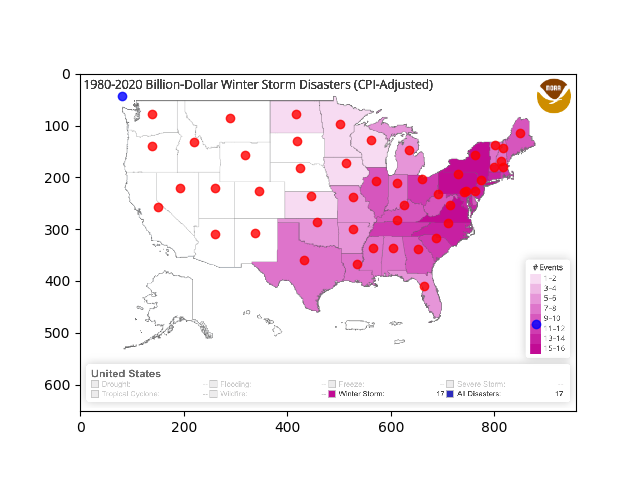 1980-2020 Billion-Dollar Winter Storm Disasters (CPI-Adjusted)
NOAA
0
100
200
300
400
500
600
# Events
1-2
3-4
5-6
7-8
9-10
11-12
13-14
15-16
United States
Drought: -- Flooding: -- Freeze: -- Severe Storm: --
Tropical Cyclone: -- Wildfire: -- Winter Storm: 17 All Disasters: 17
0 200 400 600 800